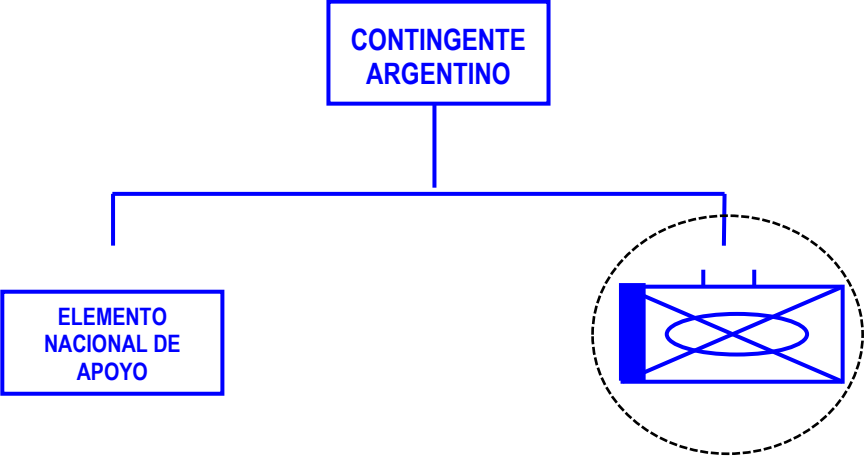 CONTINGENTE
ARGENTINO
ELEMENTO
NACIONAL DE
APOYO